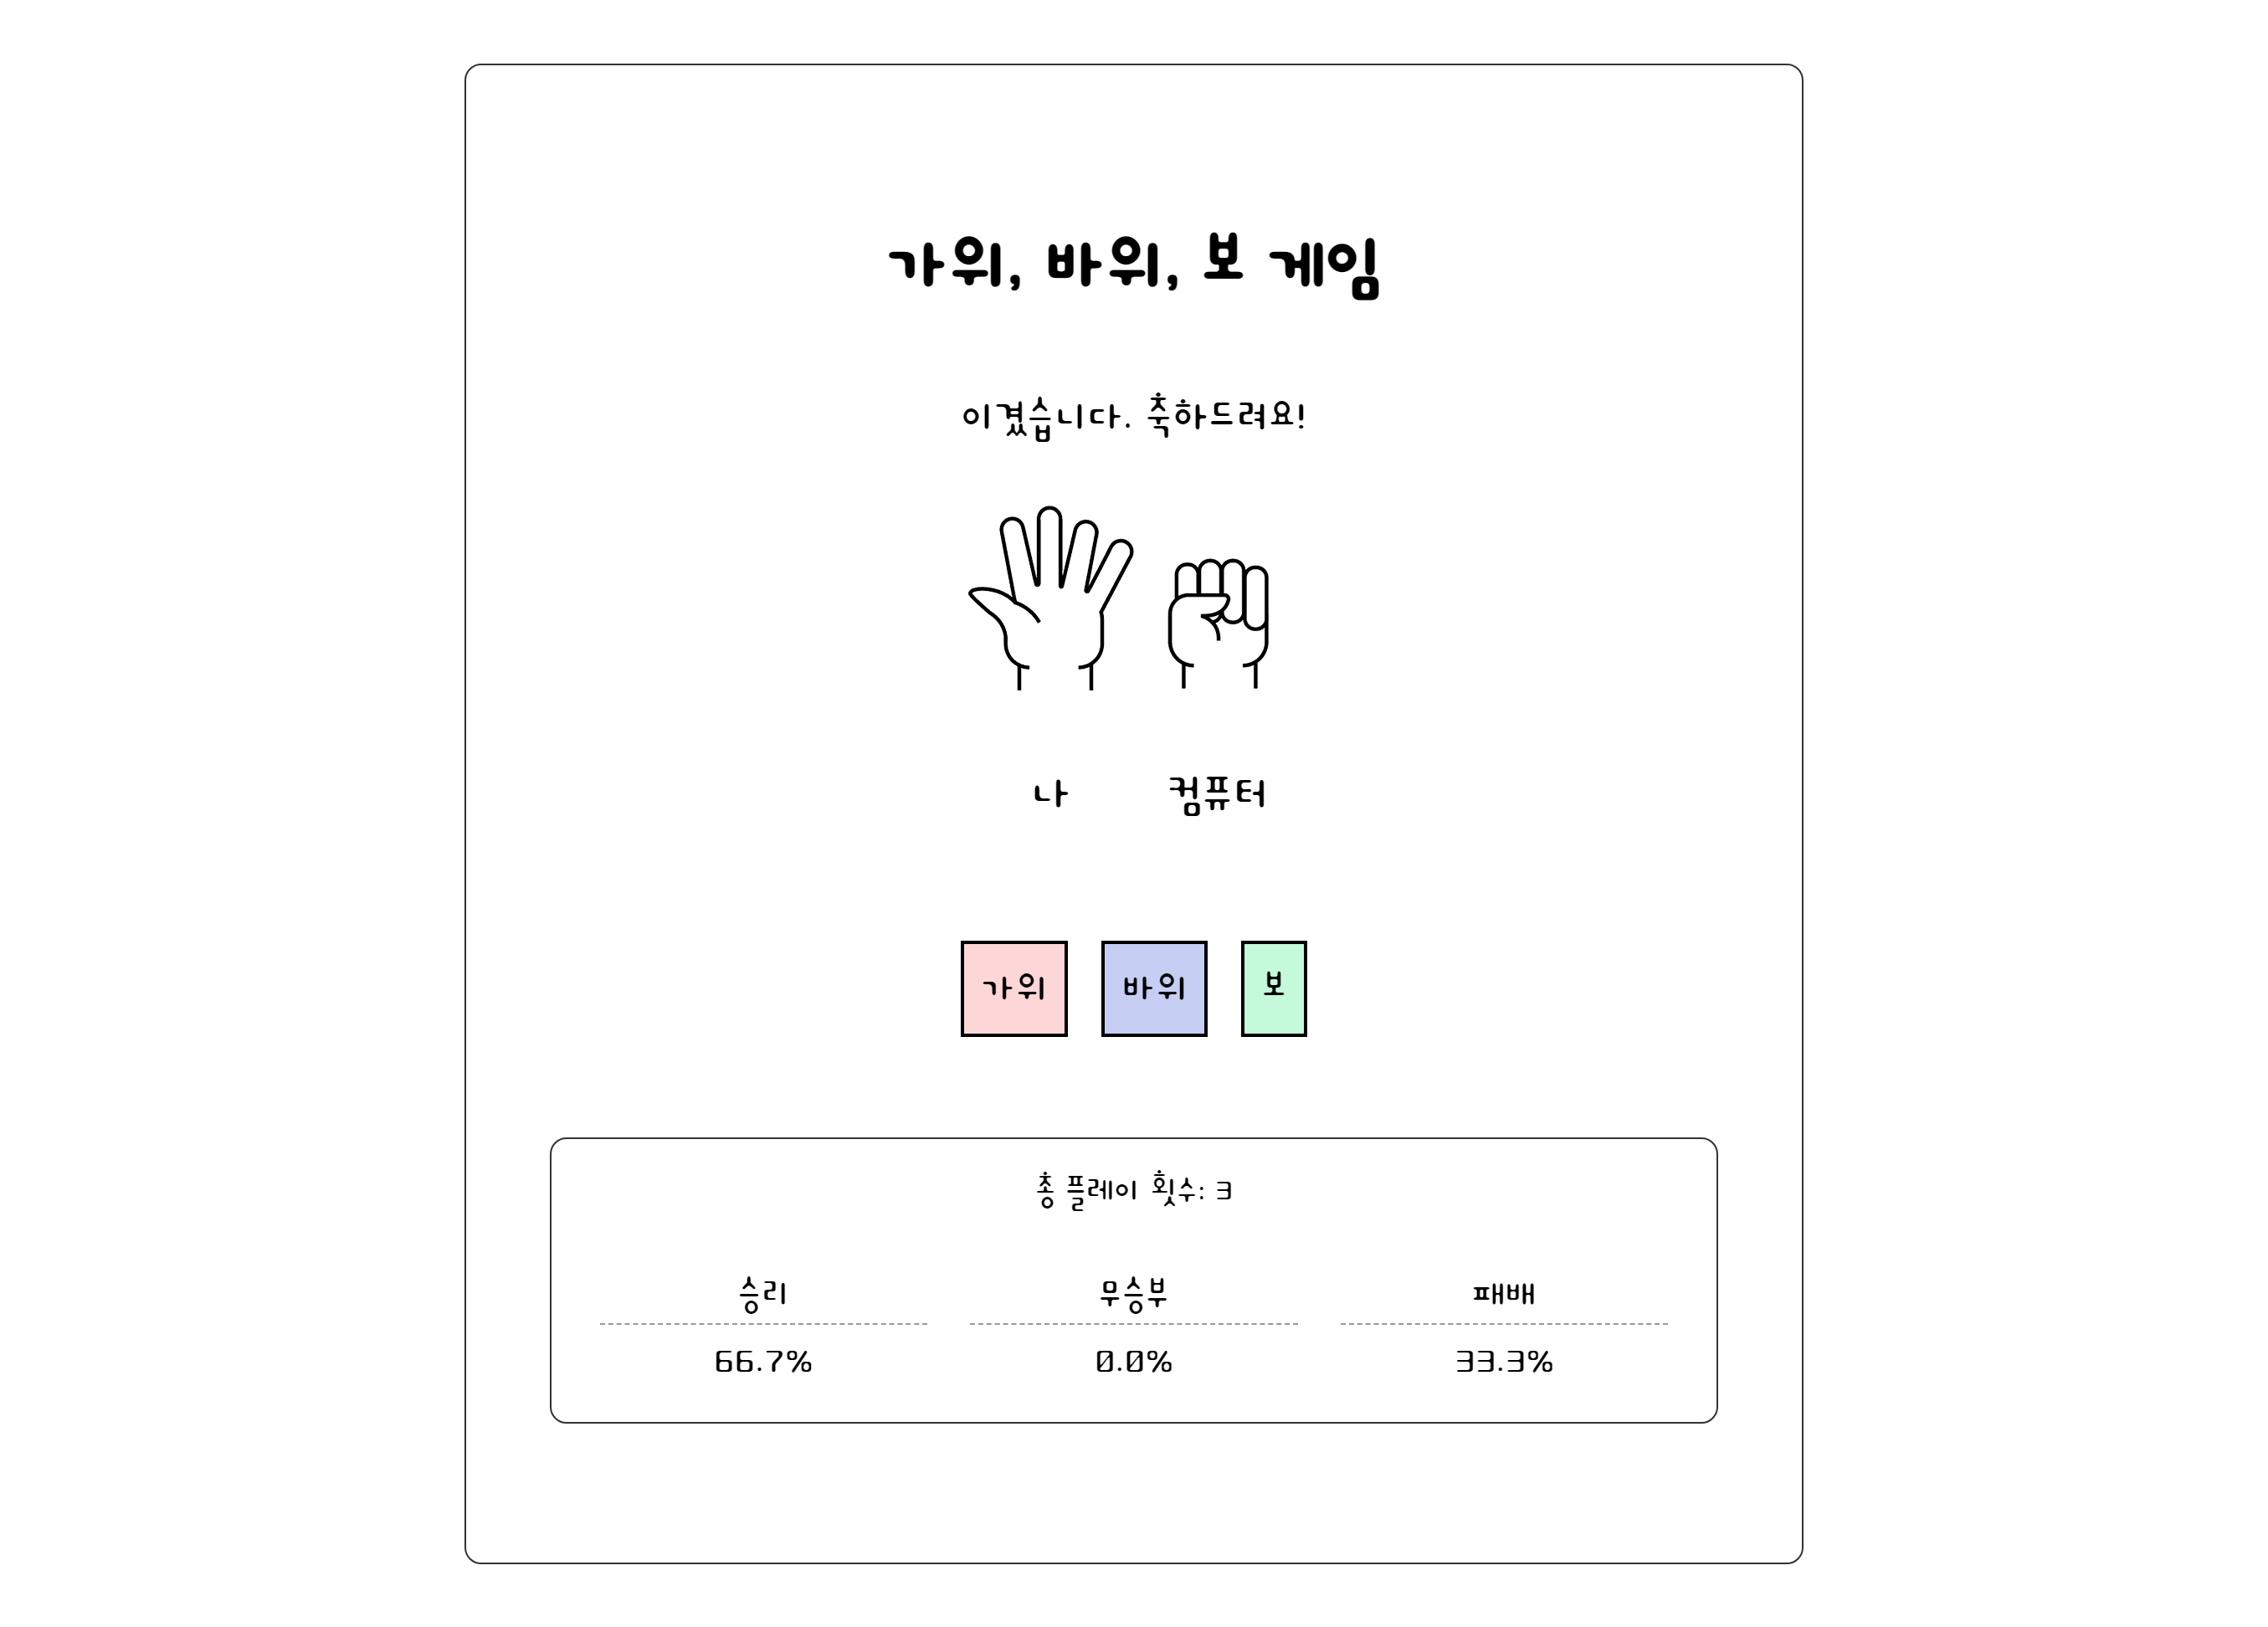 가위, 바위, 보 게임
이겼습니다. 축하드려요!
나 컴퓨터
가위 바위 보
총 플레이 횟수: 3
승리 무승부 패배
66.7% 0.0% 33.3%